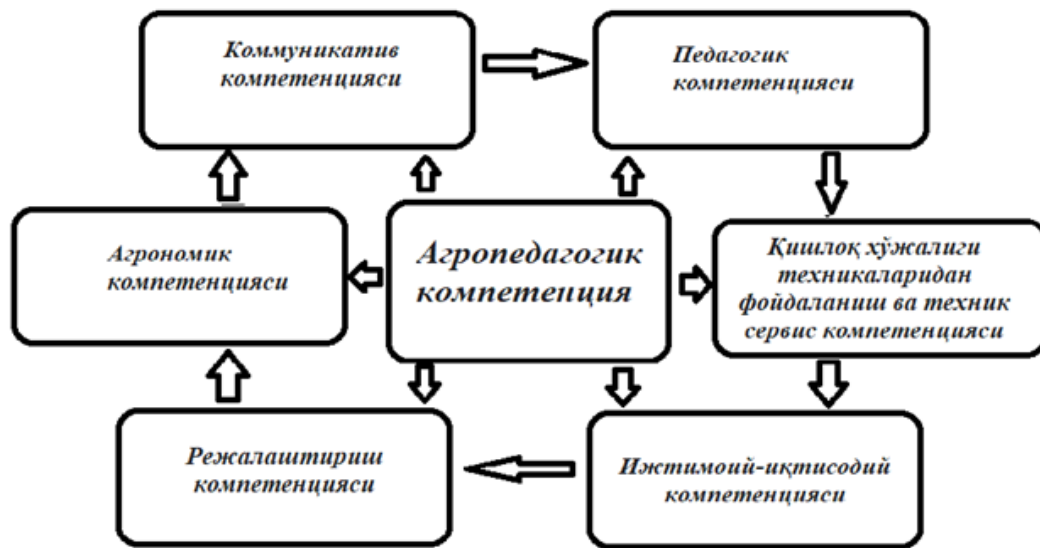 Коммуникатив
компетенцияси
Педагогик
компетенцияси
Агрономик
компетенцияси
Агропедагогик
компетенция
Қишлоқ хўжалиги
техникаларидан
фойдаланиш ва техник
сервис компетенцияси
Режалаштириш
компетенцияси
Ижтимоий-иқтисодий
компетенцияси